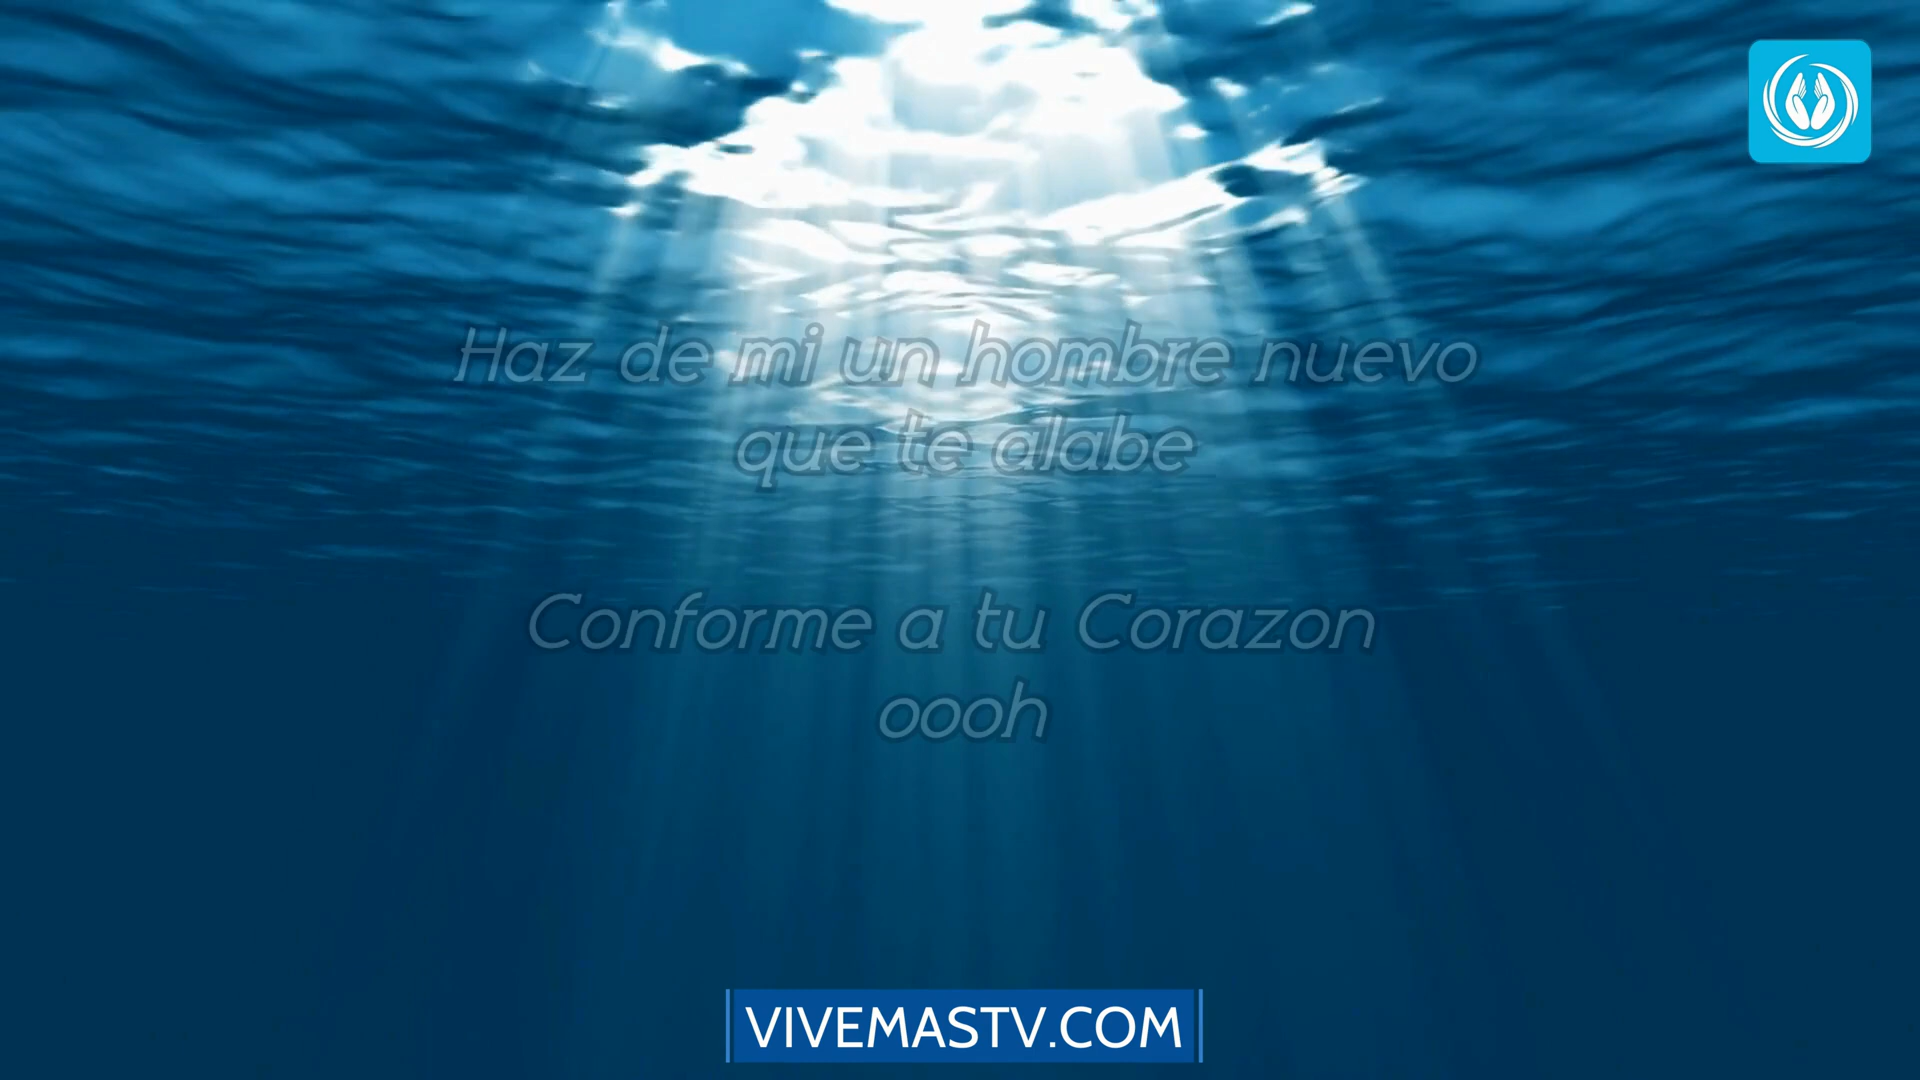 Haz de mi un hombre nuevo
que te alabe
Conforme a tu Corazon
oooh
VIVEMASTV.COM